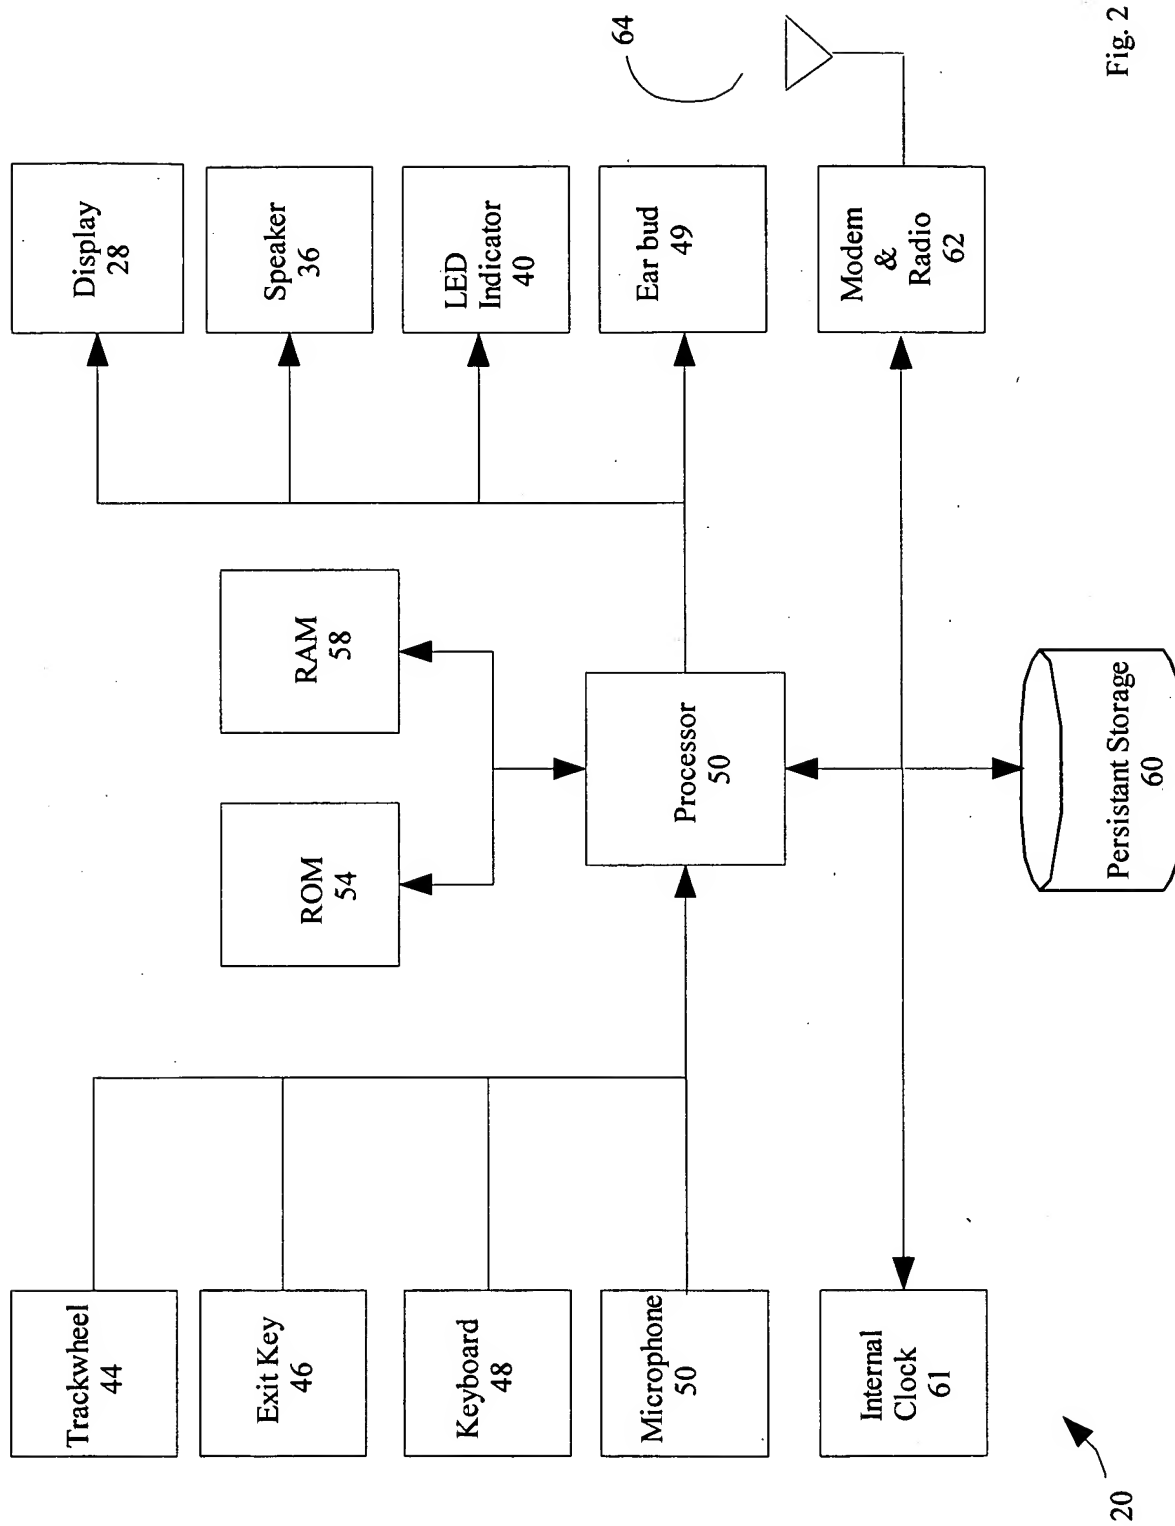 Trackwheel
44
Exit Key
46
Keyboard
48
Microphone
50
Internal
Clock
61
ROM
54
RAM
58
Processor
50
Persistant Storage
60
Display
28
Speaker
36
LED
Indicator
40
Ear bud
49
Modem
&
Radio
62
64
20
Fig. 2